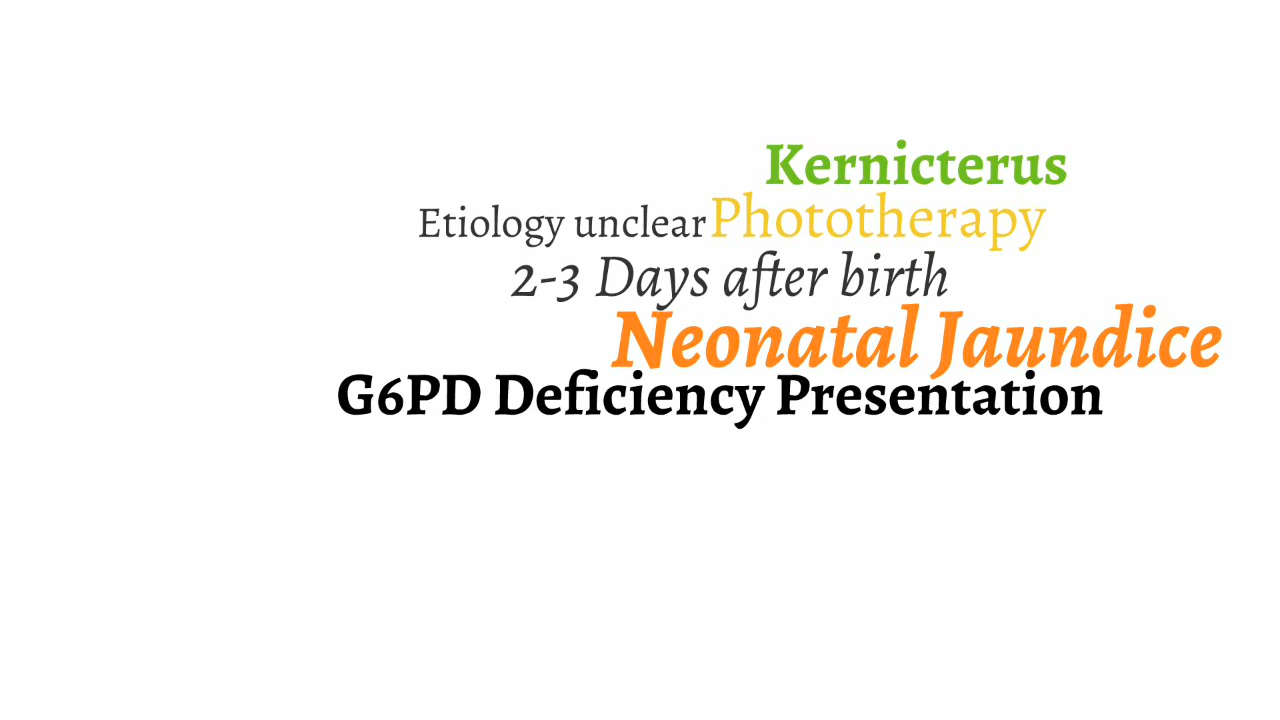 Kernicterus
Etiology unclear Phototherapy
2-3 Days after birth
Neonatal Jaundice
G6PD Deficiency Presentation